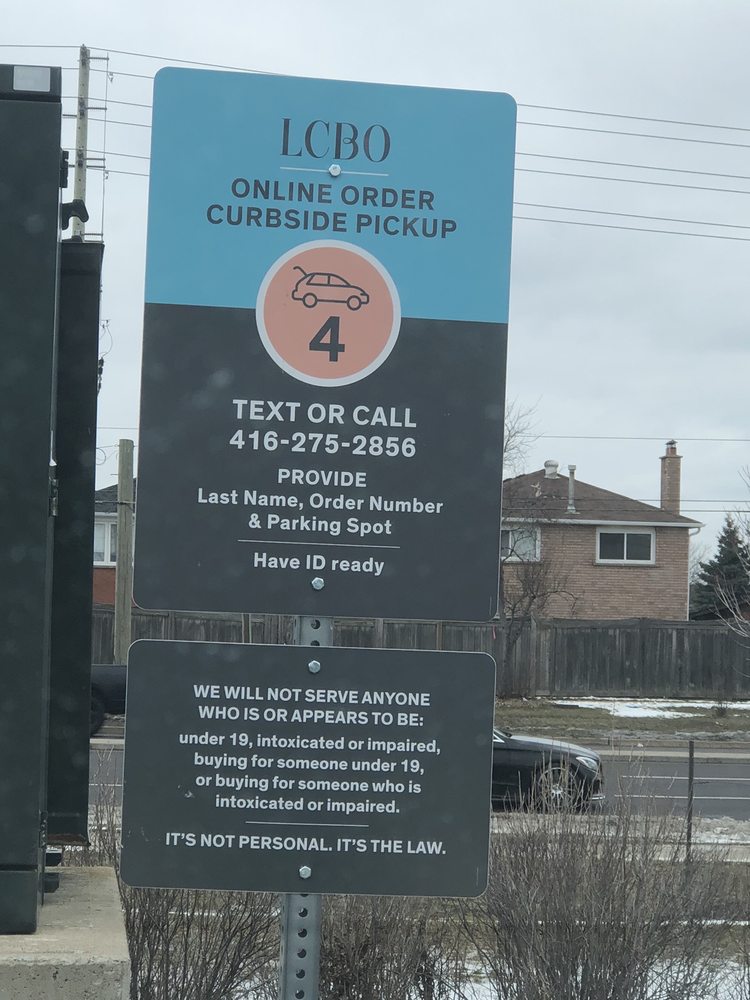 LCBO
ONLINE ORDER
CURBSIDE PICKUP
4
TEXT OR CALL
416-275-2856
PROVIDE
Last Name, Order Number
& Parking Spot
Have ID ready
WE WILL NOT SERVE ANYONE
WHO IS OR APPEARS TO BE:
under 19, intoxicated or impaired,
buying for someone under 19,
or buying for someone who is
intoxicated or impaired.
IT'S NOT PERSONAL. IT'S THE LAW.